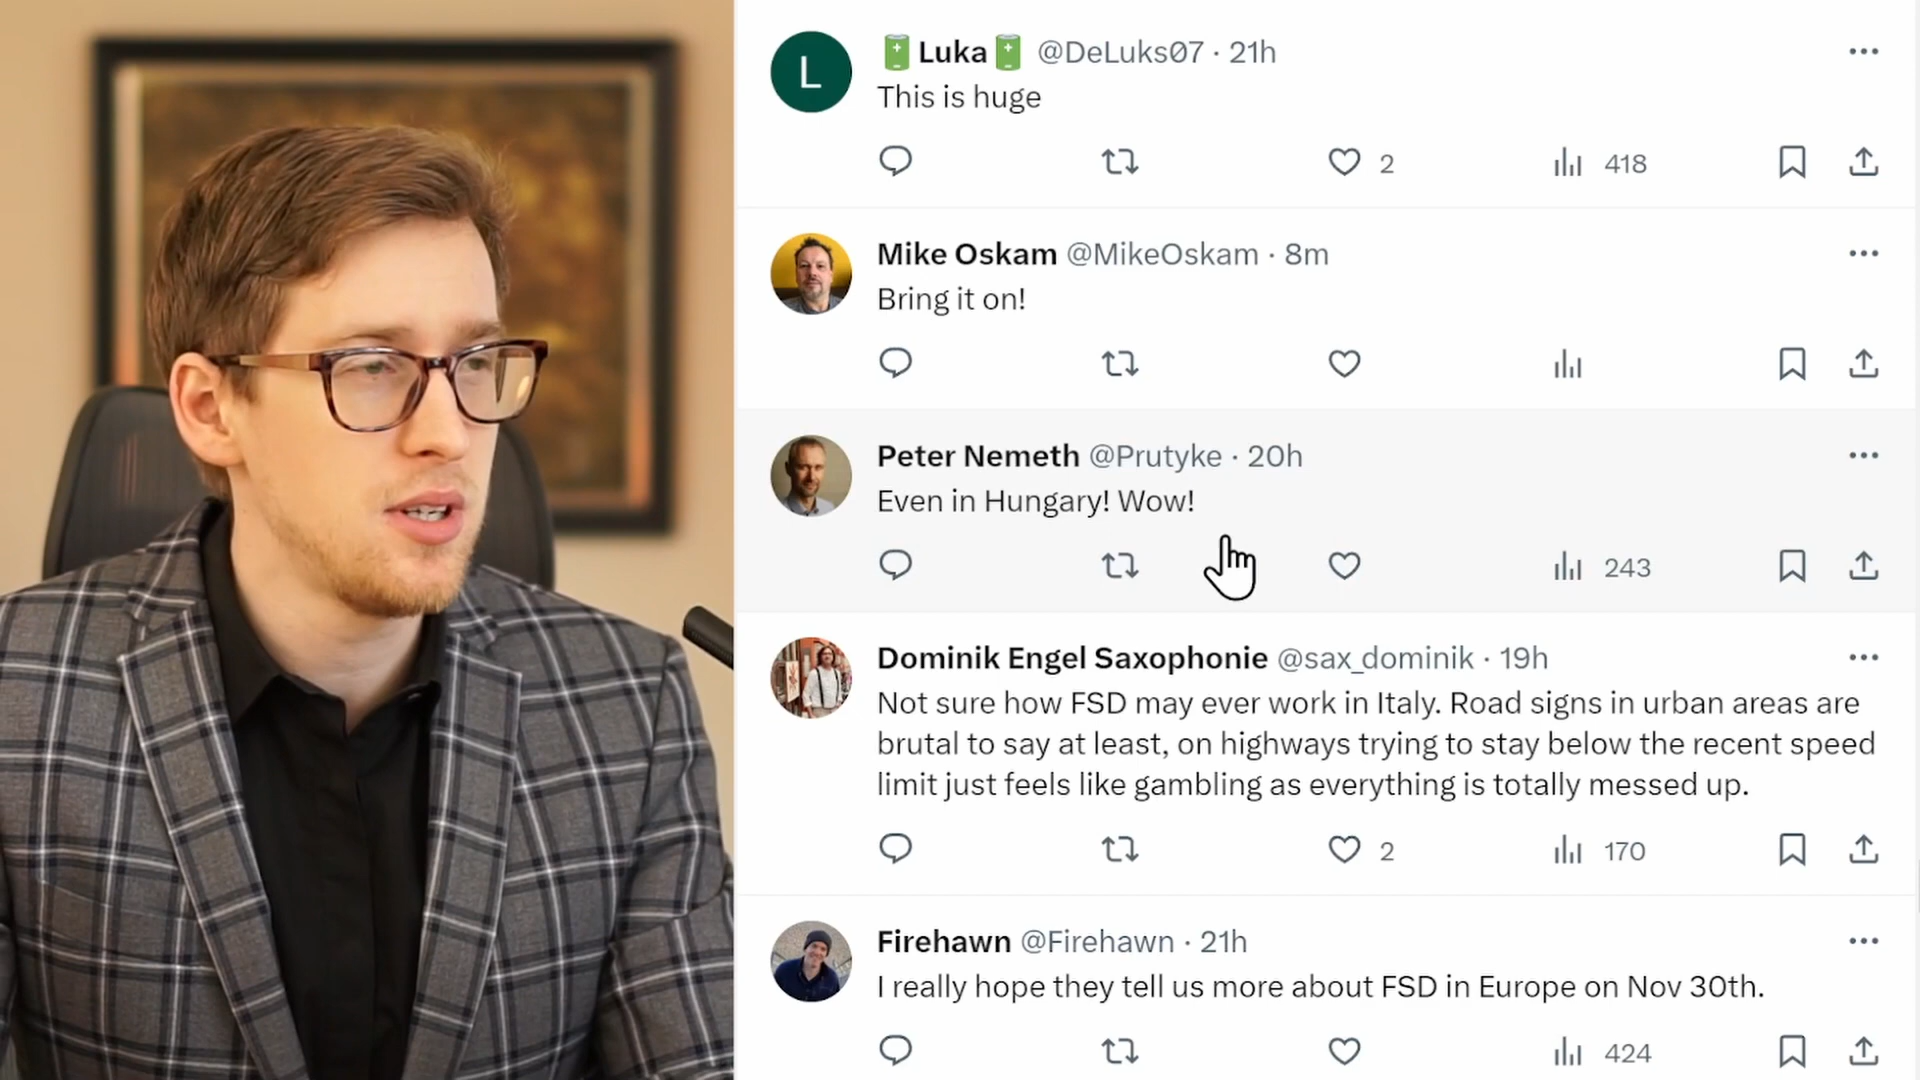 L
Luka @DeLuks07 · 21h
This is huge
2
418
Mike Oskam @MikeOskam · 8m
Bring it on!
Peter Nemeth @Prutyke · 20h
Even in Hungary! Wow!
243
Dominik Engel Saxophonie @sax_dominik · 19h
Not sure how FSD may ever work in Italy. Road signs in urban areas are
brutal to say at least, on highways trying to stay below the recent speed
limit just feels like gambling as everything is totally messed up.
2
170
Firehawn @Firehawn · 21h
I really hope they tell us more about FSD in Europe on Nov 30th.
424